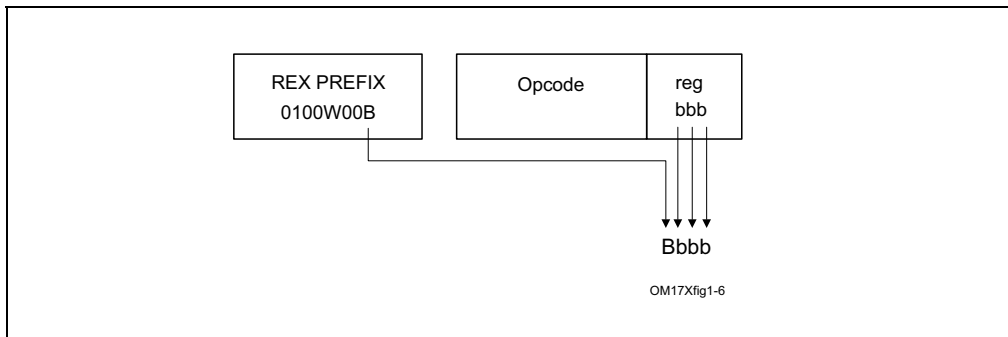 REX PREFIX
0100W00B
Opcode
reg
bbb
Bbbb
OM17Xfig1-6